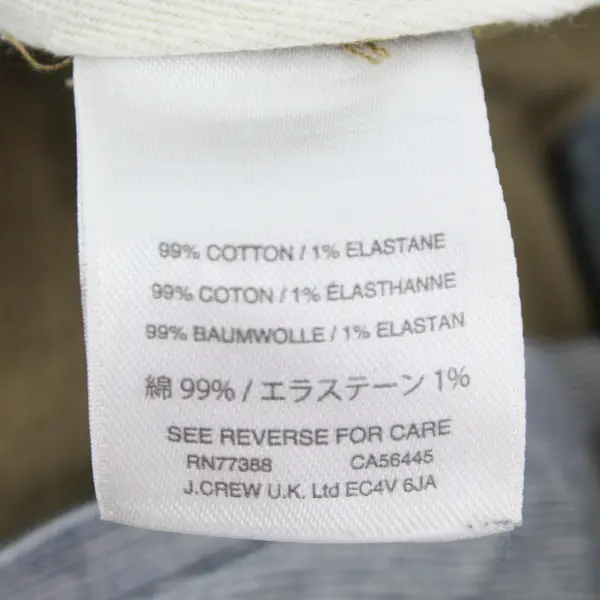 99% COTTON / 1% ELASTANE
99% COTON / 1% ÉLASTHANNE
99% BAUMWOLLE / 1% ELASTAN
綿 99% / エラステーン 1%
SEE REVERSE FOR CARE
RN77388 CA56445
J.CREW U.K. Ltd EC4V 6JA